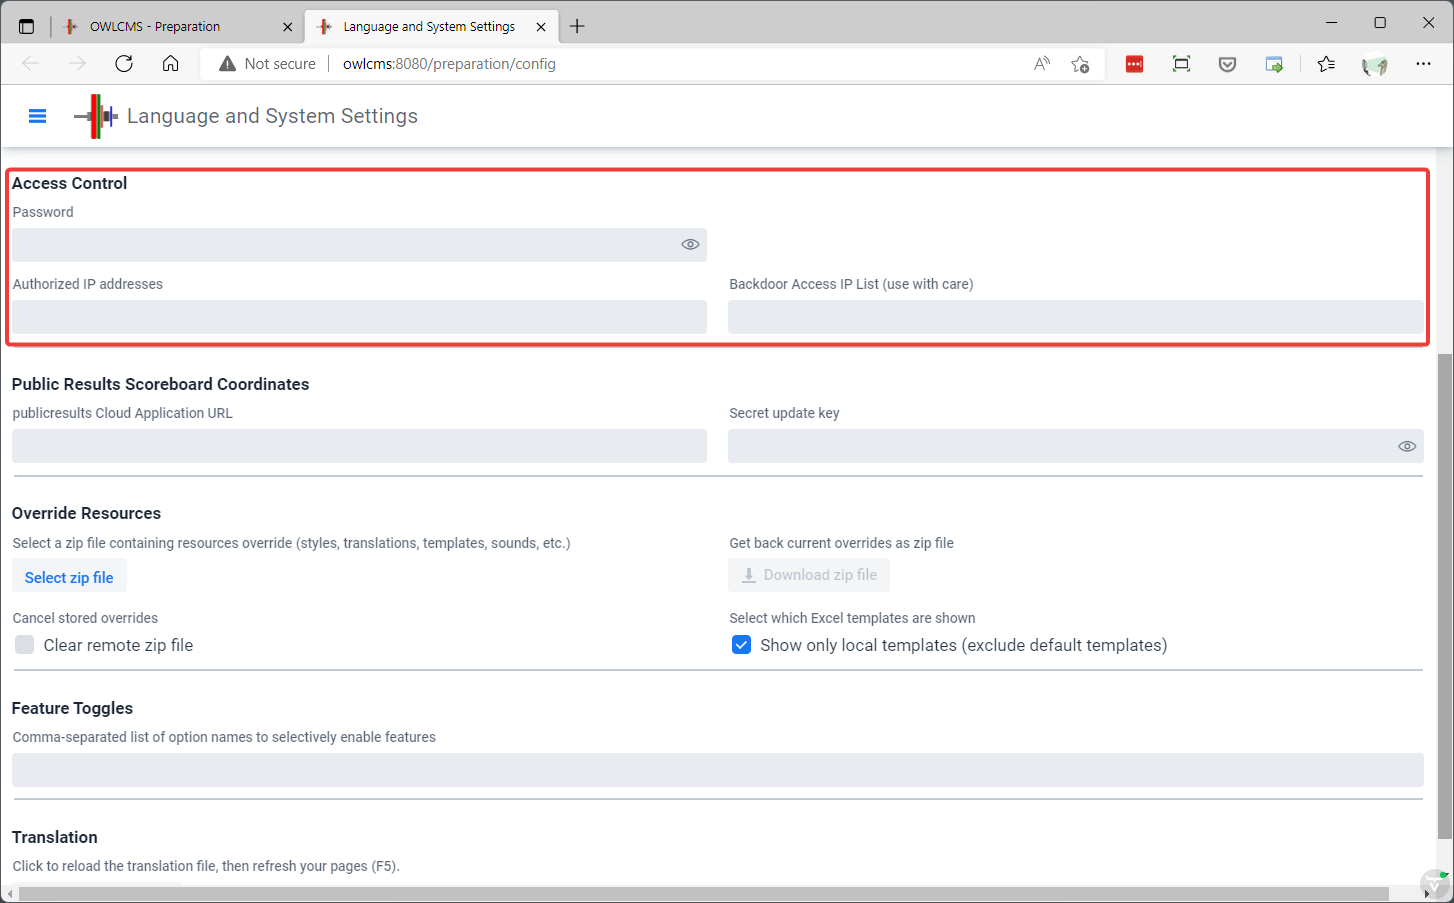 OWLCMS - Preparation
Language and System Settings
Not secure
owlcms:8080/preparation/config
Language and System Settings
Access Control
Password
Authorized IP addresses
Backdoor Access IP List (use with care)
Public Results Scoreboard Coordinates
publicresults Cloud Application URL
Secret update key
Override Resources
Select a zip file containing resources override (styles, translations, templates, sounds, etc.)
Get back current overrides as zip file
Select zip file
Download zip file
Cancel stored overrides
Select which Excel templates are shown
Clear remote zip file
Show only local templates (exclude default templates)
Feature Toggles
Comma-separated list of option names to selectively enable features
Translation
Click to reload the translation file, then refresh your pages (F5).